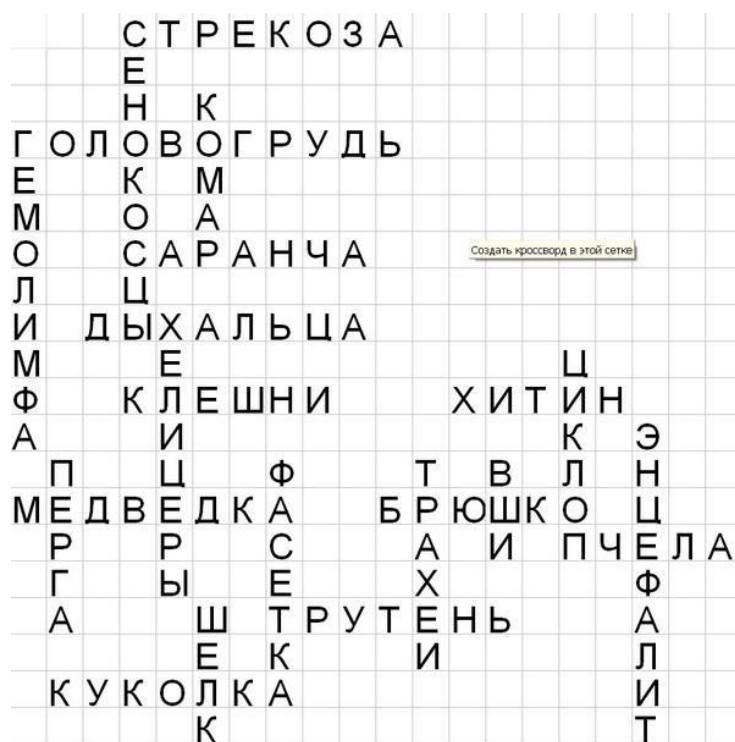 СТРЕКОЗА
Е
Н К
ГОЛОВОГРУДЬ
Е К М
М О А
О САРАНЧА Создать кроссворд в этой сетке
Л Ц
И ДЫХАЛЬЦА
М Е Ц
Ф КЛЕШНИ ХИТИН
А И К Э
П Ц Ф Т В Л Н
МЕДВЕДКА БРЮШКО Ц
Р Р С А И ПЧЕЛА
Г Ы Е Х Ф
А Ш ТРУТЕНЬ А
Е К И Л
КУКОЛКА И
К Т